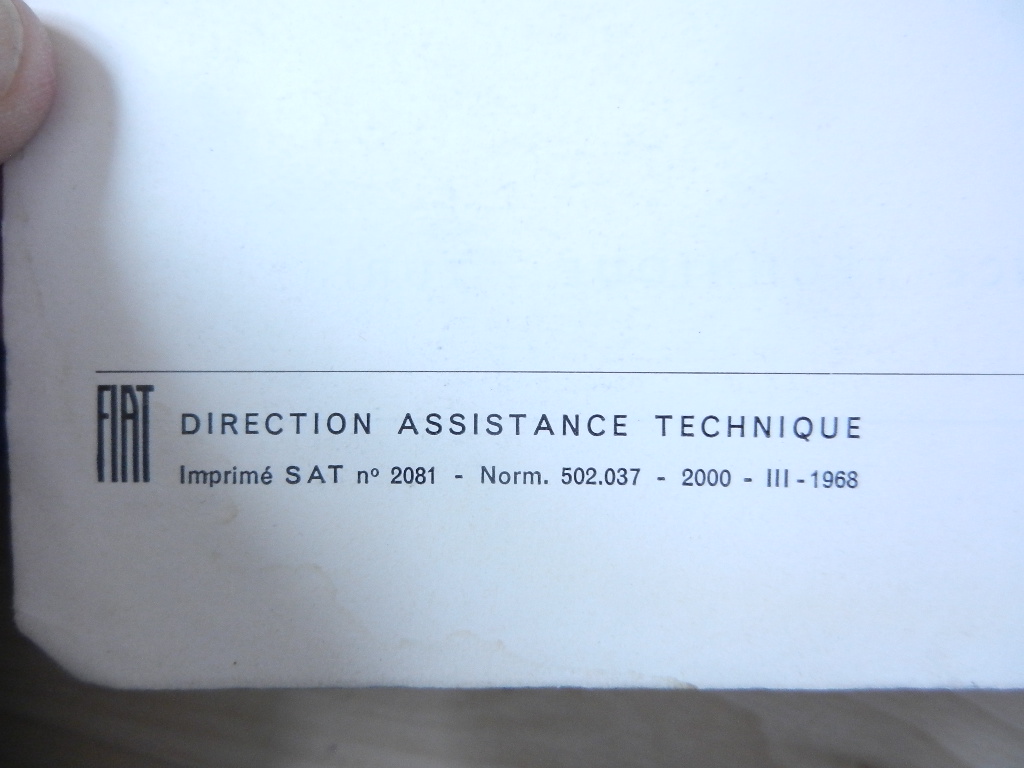 FIAT
DIRECTION ASSISTANCE TECHNIQUE
Imprimé SAT nº 2081 - Norm. 502.037 - 2000 - III - 1968